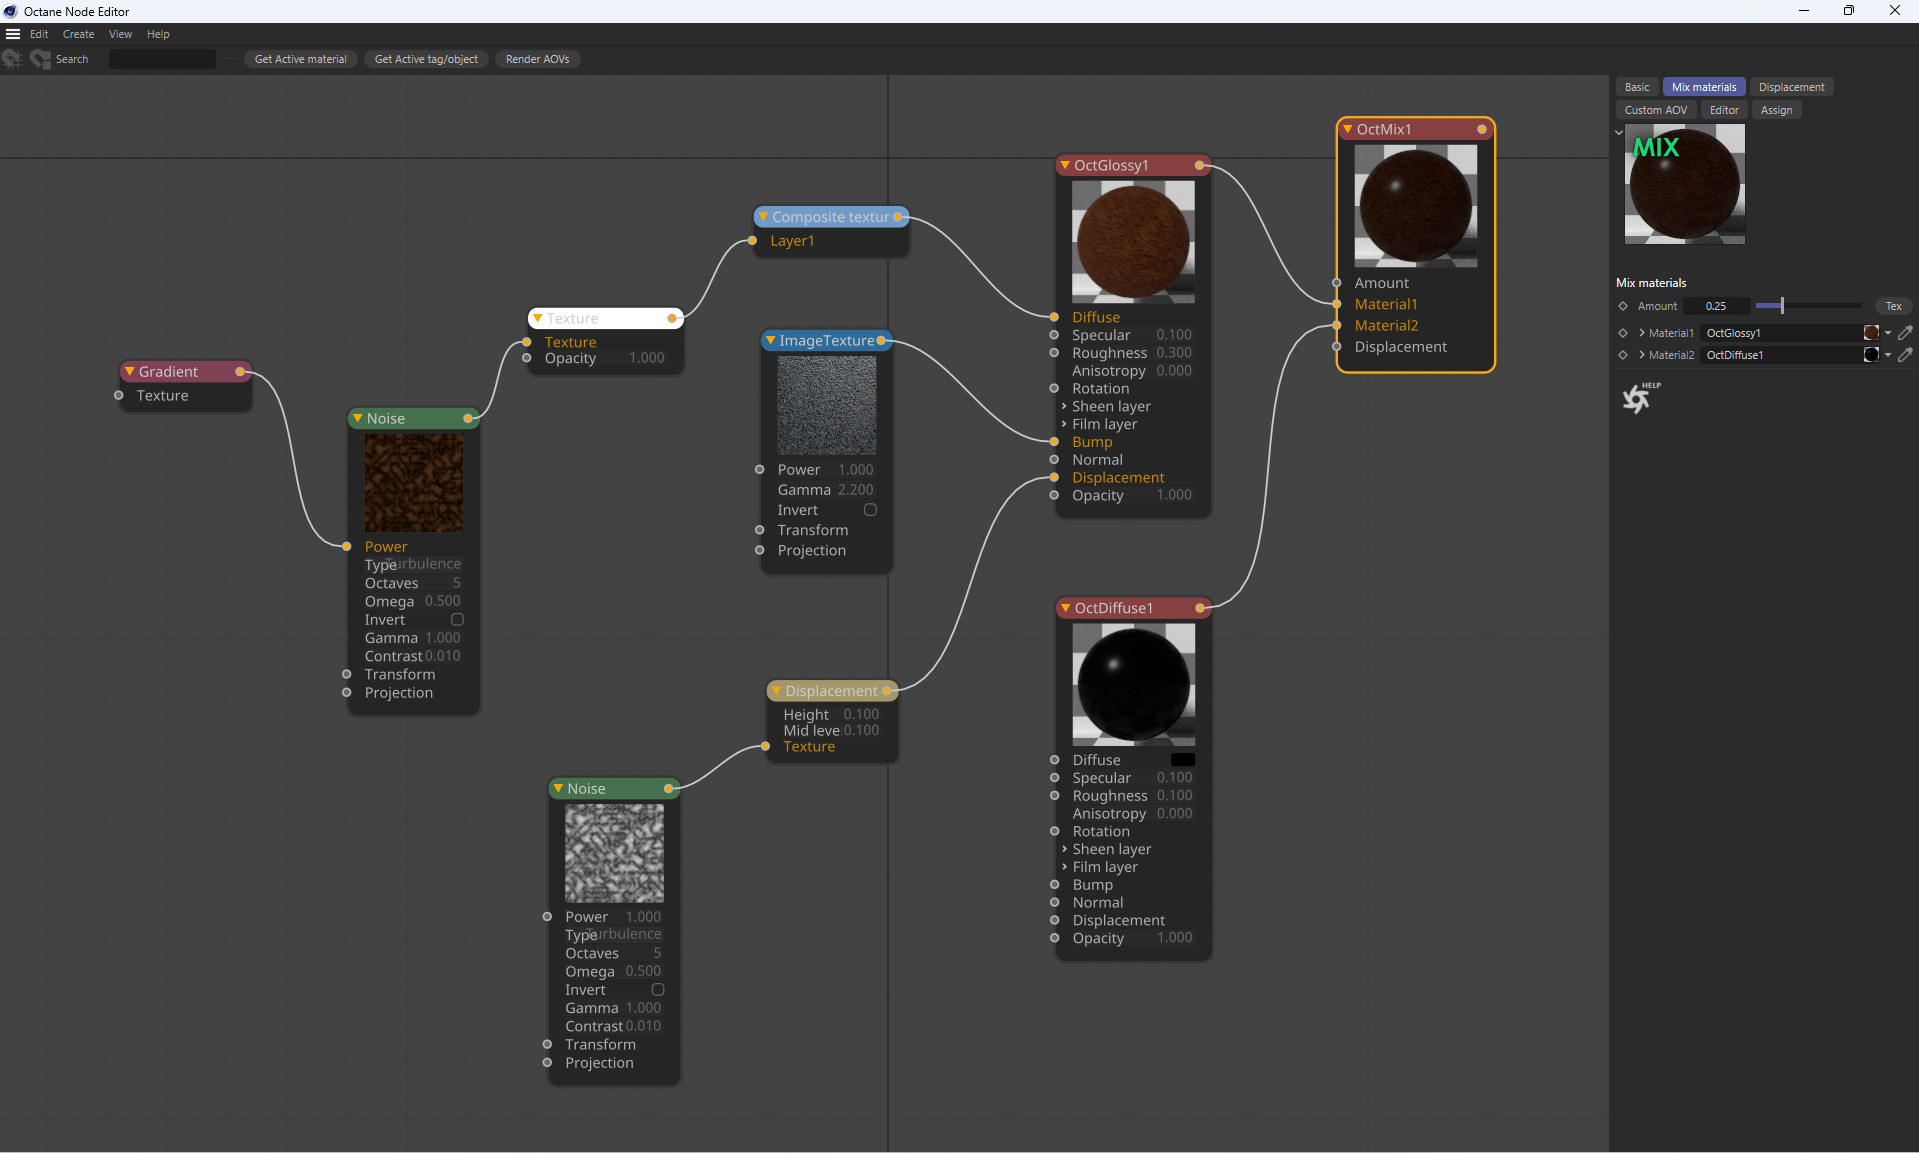 Octane Node Editor
Edit Create View Help
Search Get Active material Get Active tag/object Render AOVs
Gradient
Texture
Noise
Power
Type Turbulence
Octaves 5
Omega 0.500
Invert
Gamma 1.000
Contrast 0.010
Transform
Projection
Texture
Texture
Opacity 1.000
Composite textur
Layer1
ImageTexture
Power 1.000
Gamma 2.200
Invert
Transform
Projection
Noise
Power 1.000
Type Turbulence
Octaves 5
Omega 0.500
Invert
Gamma 1.000
Contrast 0.010
Transform
Projection
Displacement
Height 0.100
Mid leve 0.100
Texture
OctGlossy1
Diffuse
Specular 0.100
Roughness 0.300
Anisotropy 0.000
Rotation
Sheen layer
Film layer
Bump
Normal
Displacement
Opacity 1.000
OctDiffuse1
Diffuse
Specular 0.100
Roughness 0.100
Anisotropy 0.000
Rotation
Sheen layer
Film layer
Bump
Normal
Displacement
Opacity 1.000
OctMix1
Amount
Material1
Material2
Displacement
Basic Mix materials Displacement
Custom AOV Editor Assign
MIX
Mix materials
Amount 0.25 Tex
Material1 OctGlossy1
Material2 OctDiffuse1
HELP